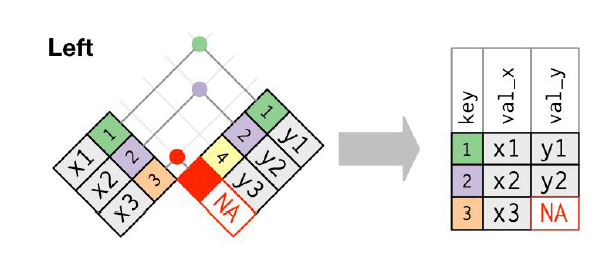 Left
1
2
3
x1
x2
x3
1
2
4
y1
y2
y3
NA
key val_x val_y
1 x1 y1
2 x2 y2
3 x3 NA